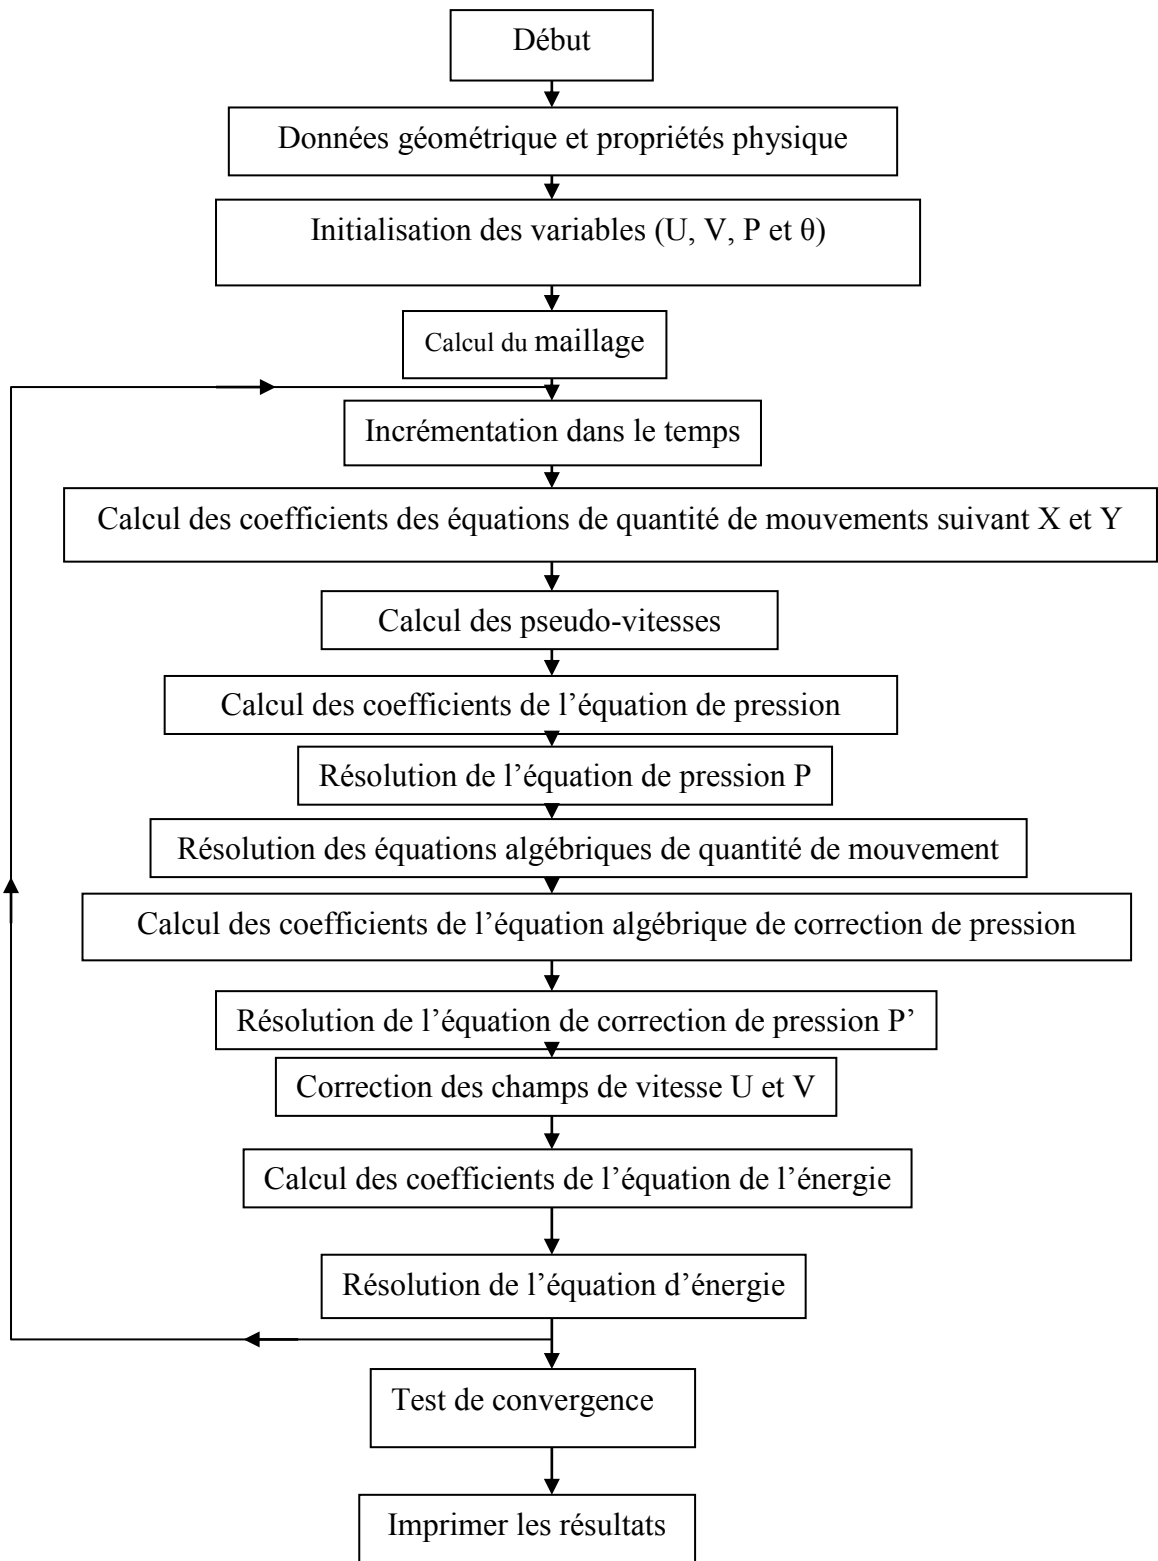 Début
Données géométrique et propriétés physique
Initialisation des variables (U, V, P et θ)
Calcul du maillage
Incrémentation dans le temps
Calcul des coefficients des équations de quantité de mouvements suivant X et Y
Calcul des pseudo-vitesses
Calcul des coefficients de l’équation de pression
Résolution de l’équation de pression P
Résolution des équations algébriques de quantité de mouvement
Calcul des coefficients de l’équation algébrique de correction de pression
Résolution de l’équation de correction de pression P’
Correction des champs de vitesse U et V
Calcul des coefficients de l’équation de l’énergie
Résolution de l’équation d’énergie
Test de convergence
Imprimer les résultats